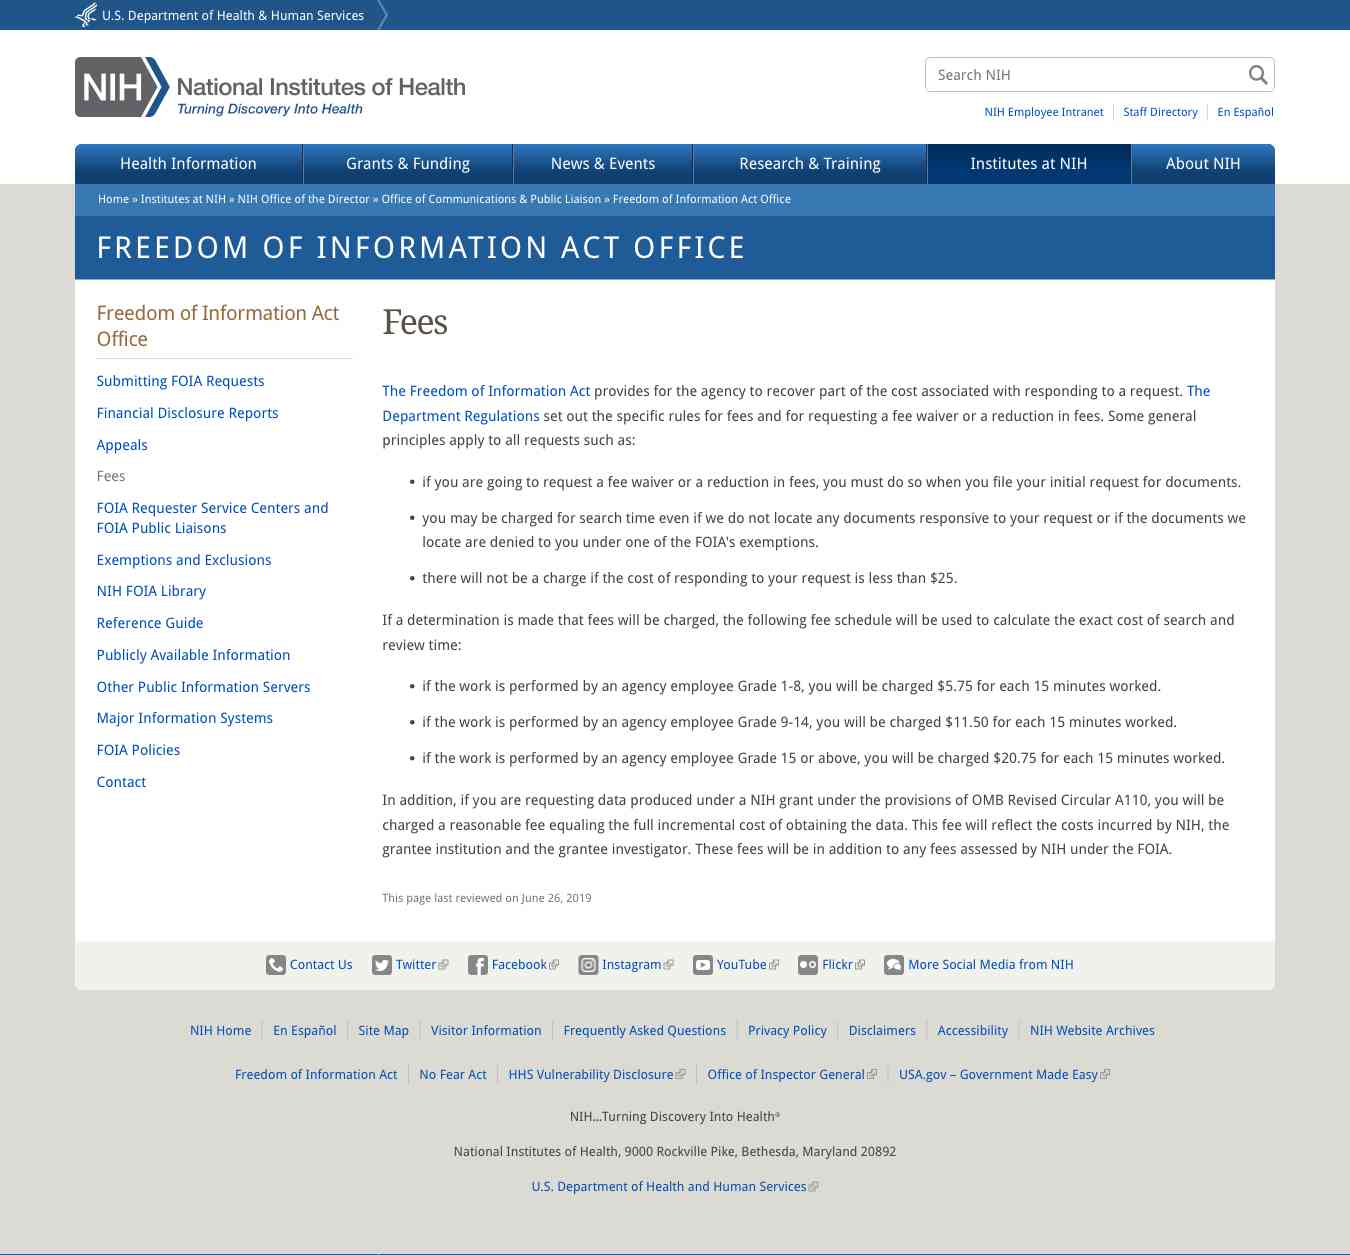 U.S. Department of Health & Human Services
NIH National Institutes of Health
Turning Discovery Into Health
Search NIH
NIH Employee Intranet Staff Directory En Español
Health Information Grants & Funding News & Events Research & Training Institutes at NIH About NIH
Home » Institutes at NIH » NIH Office of the Director » Office of Communications & Public Liaison » Freedom of Information Act Office
FREEDOM OF INFORMATION ACT OFFICE
Freedom of Information Act
Office
Submitting FOIA Requests
Financial Disclosure Reports
Appeals
Fees
FOIA Requester Service Centers and
FOIA Public Liaisons
Exemptions and Exclusions
NIH FOIA Library
Reference Guide
Publicly Available Information
Other Public Information Servers
Major Information Systems
FOIA Policies
Contact
Fees
The Freedom of Information Act provides for the agency to recover part of the cost associated with responding to a request. The
Department Regulations set out the specific rules for fees and for requesting a fee waiver or a reduction in fees. Some general
principles apply to all requests such as:
• if you are going to request a fee waiver or a reduction in fees, you must do so when you file your initial request for documents.
• you may be charged for search time even if we do not locate any documents responsive to your request or if the documents we
locate are denied to you under one of the FOIA's exemptions.
• there will not be a charge if the cost of responding to your request is less than $25.
If a determination is made that fees will be charged, the following fee schedule will be used to calculate the exact cost of search and
review time:
• if the work is performed by an agency employee Grade 1-8, you will be charged $5.75 for each 15 minutes worked.
• if the work is performed by an agency employee Grade 9-14, you will be charged $11.50 for each 15 minutes worked.
• if the work is performed by an agency employee Grade 15 or above, you will be charged $20.75 for each 15 minutes worked.
In addition, if you are requesting data produced under a NIH grant under the provisions of OMB Revised Circular A110, you will be
charged a reasonable fee equaling the full incremental cost of obtaining the data. This fee will reflect the costs incurred by NIH, the
grantee institution and the grantee investigator. These fees will be in addition to any fees assessed by NIH under the FOIA.
This page last reviewed on June 26, 2019
Contact Us Twitter Facebook Instagram YouTube Flickr More Social Media from NIH
NIH Home En Español Site Map Visitor Information Frequently Asked Questions Privacy Policy Disclaimers Accessibility NIH Website Archives
Freedom of Information Act No Fear Act HHS Vulnerability Disclosure Office of Inspector General USA.gov – Government Made Easy
NIH...Turning Discovery Into Health®
National Institutes of Health, 9000 Rockville Pike, Bethesda, Maryland 20892
U.S. Department of Health and Human Services